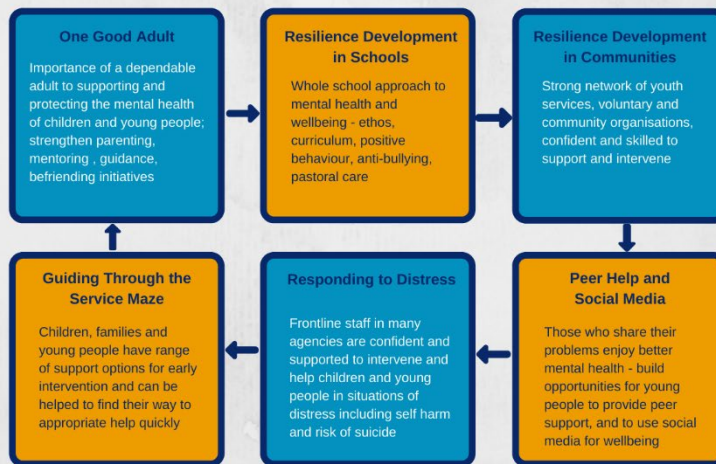 One Good Adult
Importance of a dependable
adult to supporting and
protecting the mental health
of children and young people;
strengthen parenting,
mentoring , guidance,
befriending initiatives
Resilience Development
in Schools
Whole school approach to
mental health and
wellbeing - ethos,
curriculum, positive
behaviour, anti-bullying,
pastoral care
Resilience Development
in Communities
Strong network of youth
services, voluntary and
community organisations,
confident and skilled to
support and intervene
Peer Help and
Social Media
Those who share their
problems enjoy better
mental health - build
opportunities for young
people to provide peer
support, and to use social
media for wellbeing
Responding to Distress
Frontline staff in many
agencies are confident and
supported to intervene and
help children and young
people in situations of
distress including self harm
and risk of suicide
Guiding Through the
Service Maze
Children, families and
young people have range
of support options for early
intervention and can be
helped to find their way to
appropriate help quickly